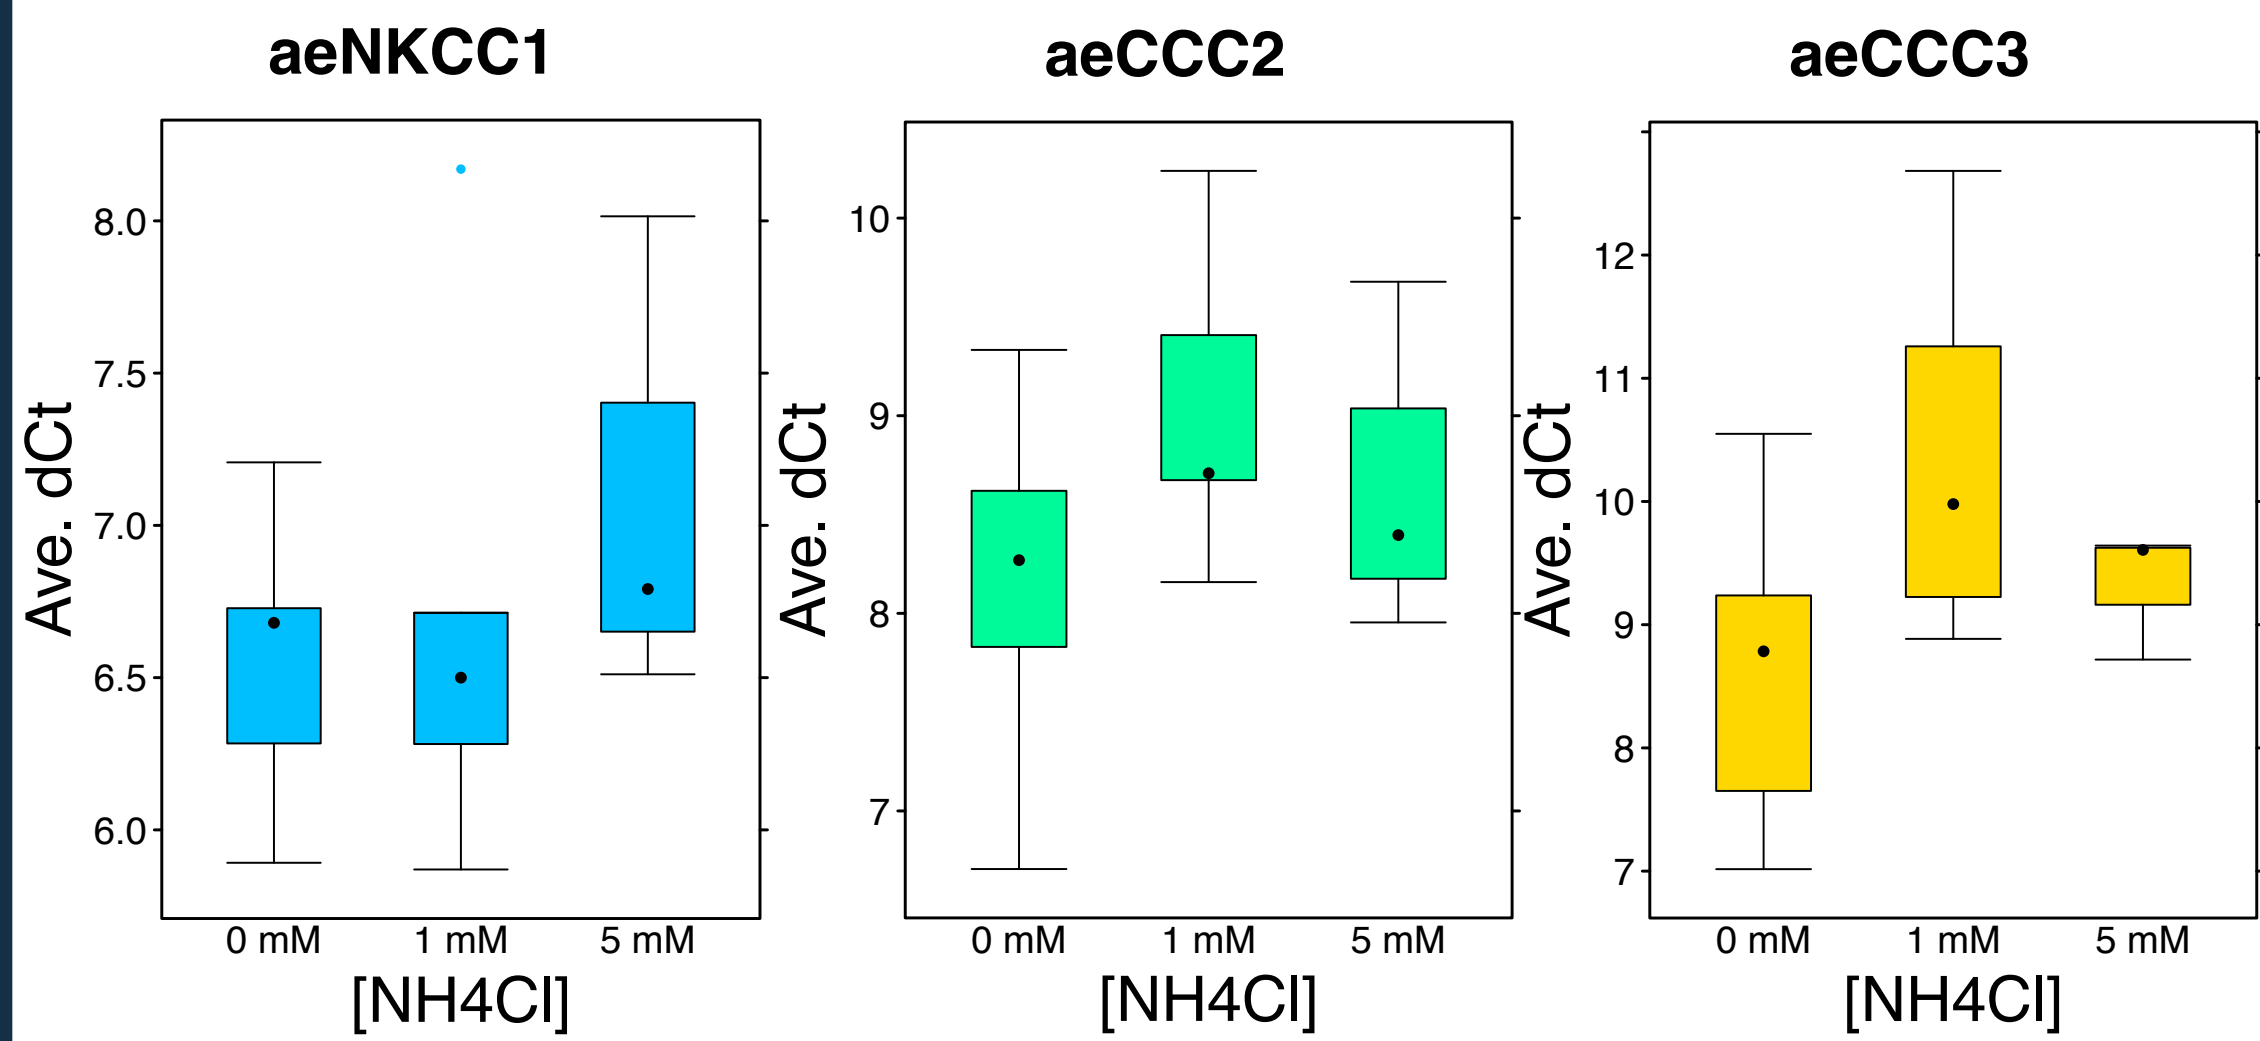 aeNKCC1
Ave. dCt
8.0
7.5
7.0
6.5
6.0
0 mM 1 mM 5 mM
[NH4Cl]
aeCCC2
Ave. dCt
10
9
8
7
0 mM 1 mM 5 mM
[NH4Cl]
aeCCC3
Ave. dCt
12
11
10
9
8
7
0 mM 1 mM 5 mM
[NH4Cl]